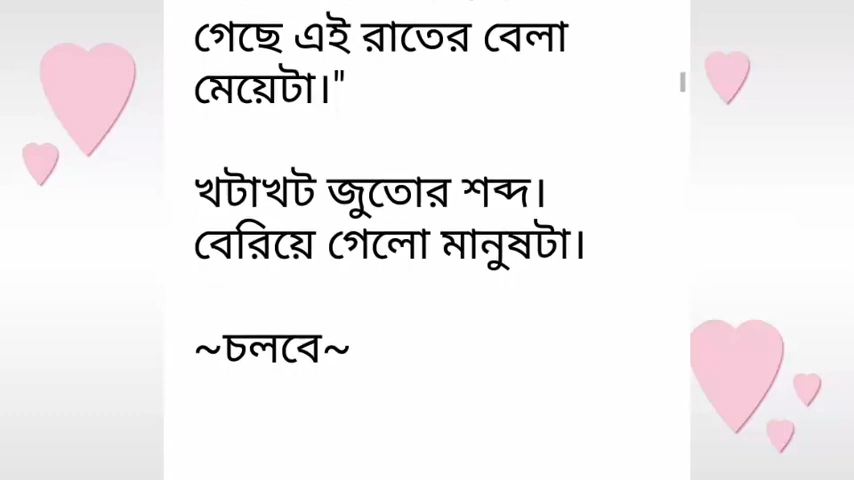 গেছে এই রাতের বেলা
মেয়েটা।"
খটাখট জুতোর শব্দ।
বেরিয়ে গেলো মানুষটা।
~চলবে~